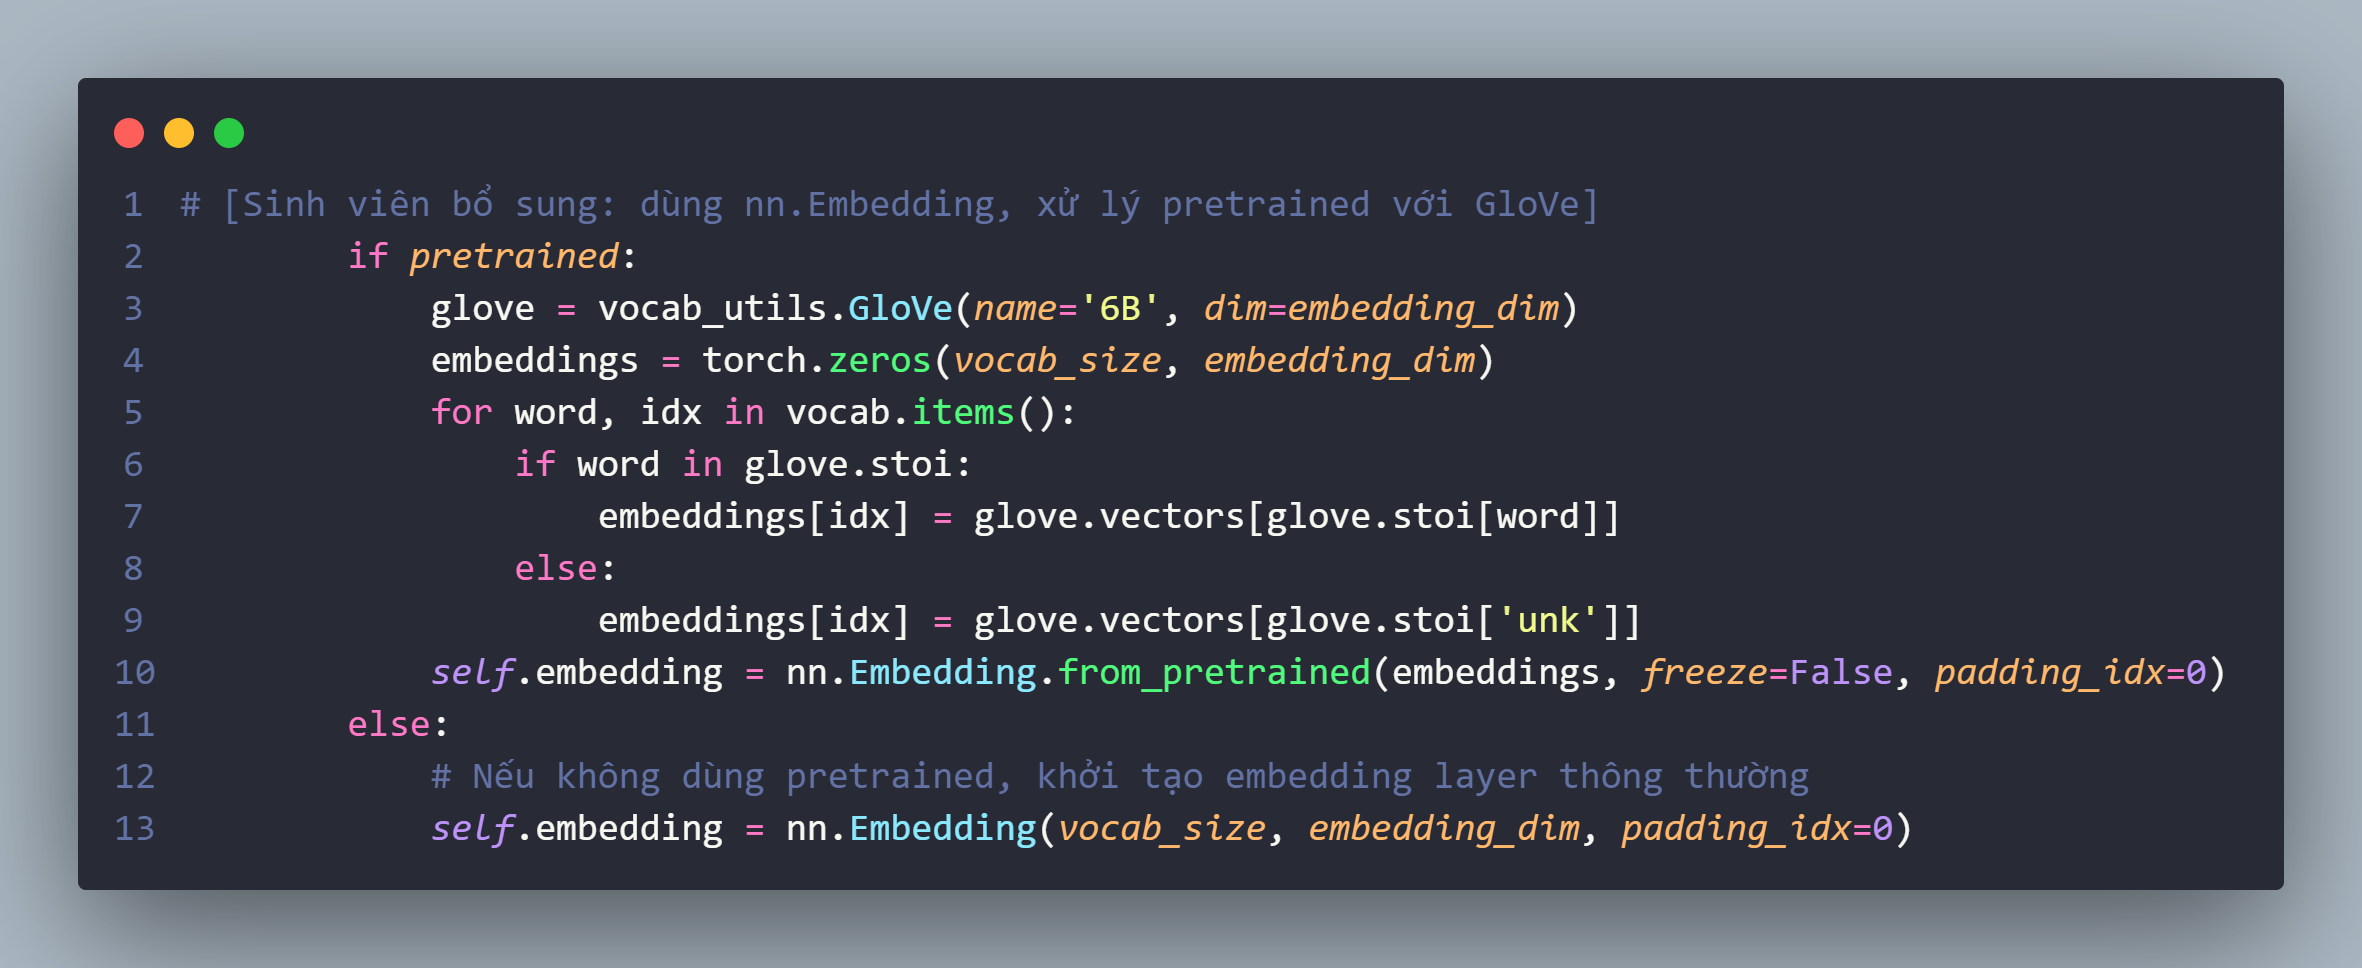 1 # [Sinh viên bổ sung: dùng nn.Embedding, xử lý pretrained với GloVe]
2         if pretrained:
3             glove = vocab_utils.GloVe(name='6B', dim=embedding_dim)
4             embeddings = torch.zeros(vocab_size, embedding_dim)
5             for word, idx in vocab.items():
6                 if word in glove.stoi:
7                     embeddings[idx] = glove.vectors[glove.stoi[word]]
8                 else:
9                     embeddings[idx] = glove.vectors[glove.stoi['unk']]
10             self.embedding = nn.Embedding.from_pretrained(embeddings, freeze=False, padding_idx=0)
11         else:
12             # Nếu không dùng pretrained, khởi tạo embedding layer thông thường
13             self.embedding = nn.Embedding(vocab_size, embedding_dim, padding_idx=0)